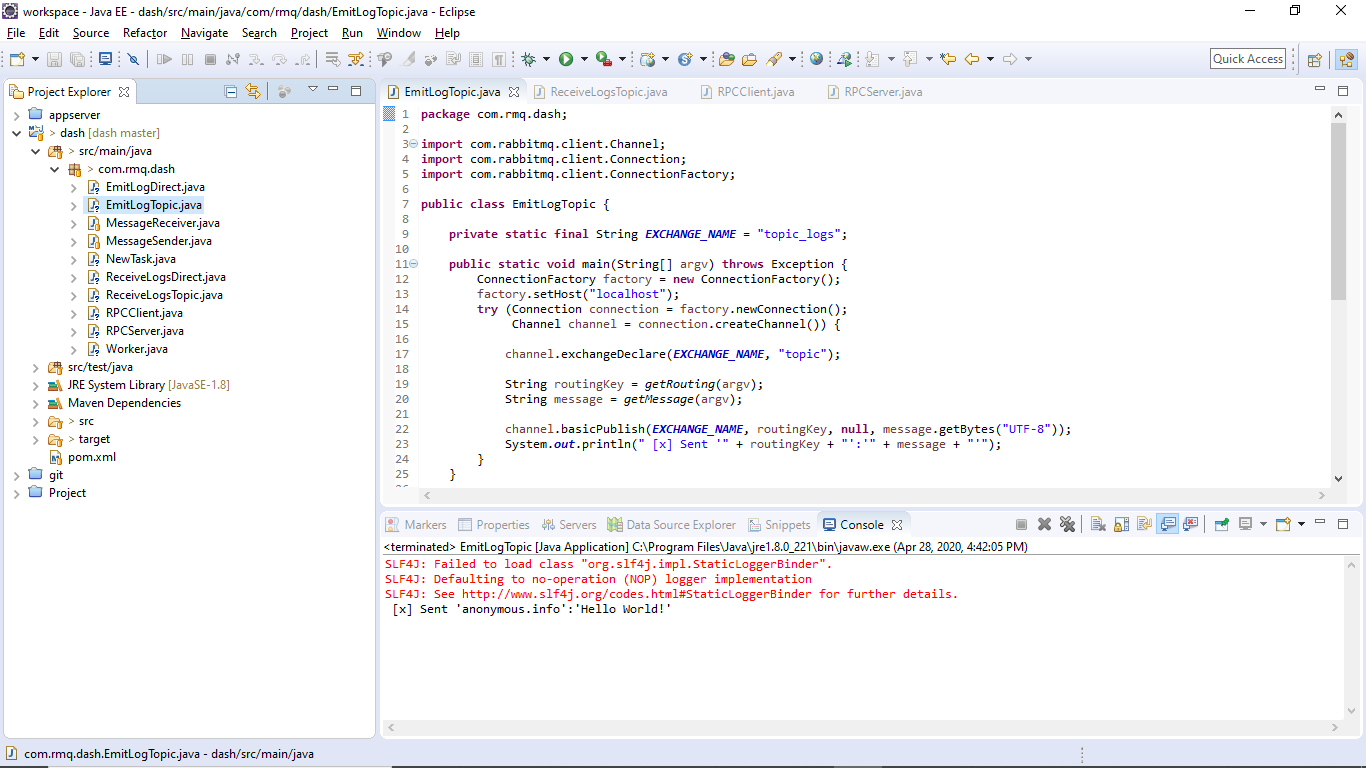 workspace - Java EE - dash/src/main/java/com/rmq/dash/EmitLogTopic.java - Eclipse
File Edit Source Refactor Navigate Search Project Run Window Help
Quick Access
Project Explorer
appserver
> dash [dash master]
> src/main/java
> com.rmq.dash
EmitLogDirect.java
EmitLogTopic.java
MessageReceiver.java
MessageSender.java
NewTask.java
ReceiveLogsDirect.java
ReceiveLogsTopic.java
RPCClient.java
RPCServer.java
Worker.java
src/test/java
JRE System Library [JavaSE-1.8]
Maven Dependencies
> src
> target
pom.xml
git
Project
EmitLogTopic.java ReceiveLogsTopic.java RPCClient.java RPCServer.java
1 package com.rmq.dash;
2
3 import com.rabbitmq.client.Channel;
4 import com.rabbitmq.client.Connection;
5 import com.rabbitmq.client.ConnectionFactory;
6
7 public class EmitLogTopic {
8
9 private static final String EXCHANGE_NAME = "topic_logs";
10
11 public static void main(String[] argv) throws Exception {
12 ConnectionFactory factory = new ConnectionFactory();
13 factory.setHost("localhost");
14 try (Connection connection = factory.newConnection();
15 Channel channel = connection.createChannel()) {
16
17 channel.exchangeDeclare(EXCHANGE_NAME, "topic");
18
19 String routingKey = getRouting(argv);
20 String message = getMessage(argv);
21
22 channel.basicPublish(EXCHANGE_NAME, routingKey, null, message.getBytes("UTF-8"));
23 System.out.println(" [x] Sent '" + routingKey + "':'" + message + "'");
24 }
25 }
Markers Properties Servers Data Source Explorer Snippets Console
<terminated> EmitLogTopic [Java Application] C:\Program Files\Java\jre1.8.0_221\bin\javaw.exe (Apr 28, 2020, 4:42:05 PM)
SLF4J: Failed to load class "org.slf4j.impl.StaticLoggerBinder".
SLF4J: Defaulting to no-operation (NOP) logger implementation
SLF4J: See http://www.slf4j.org/codes.html#StaticLoggerBinder for further details.
[x] Sent 'anonymous.info':'Hello World!'
com.rmq.dash.EmitLogTopic.java - dash/src/main/java